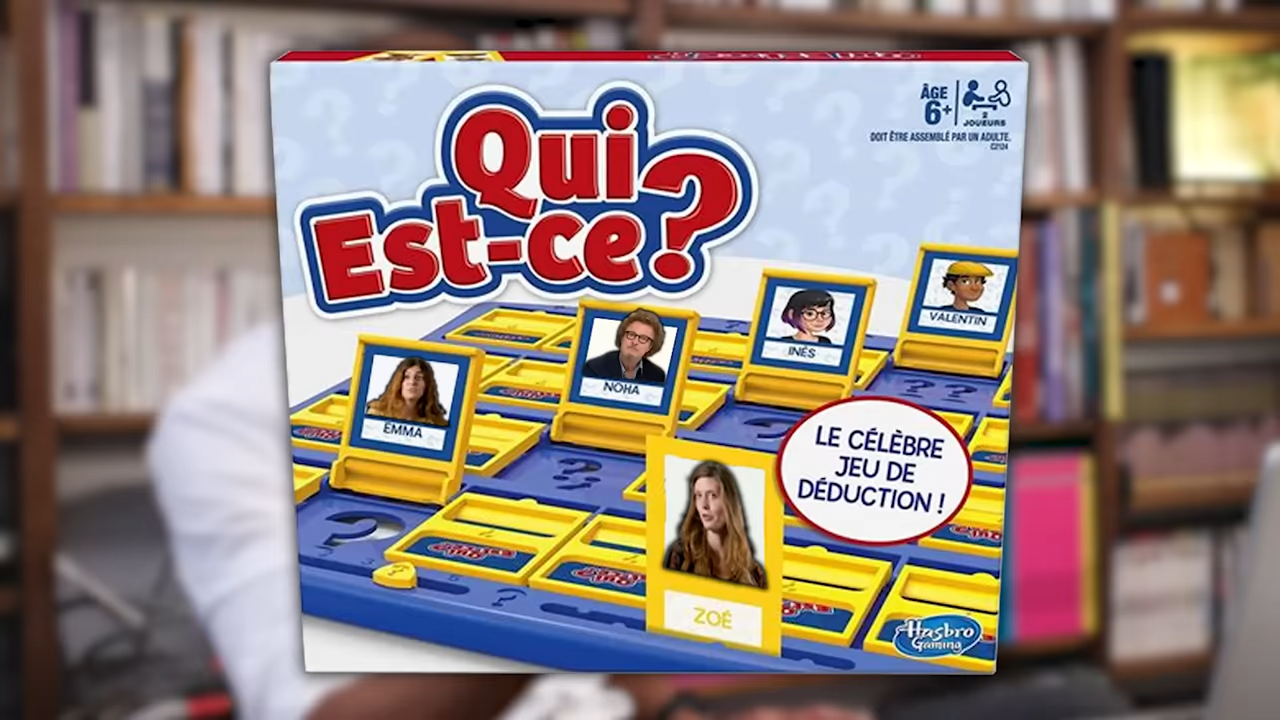 Qui
Est-ce?
ÂGE
6+
2
JOUEURS
DOIT ÊTRE ASSEMBLÉ PAR UN ADULTE.
C2124
VALENTIN
INÈS
NOHA
EMMA
LE CÉLÈBRE
JEU DE
DÉDUCTION !
ZOÉ
Hasbro
Gaming